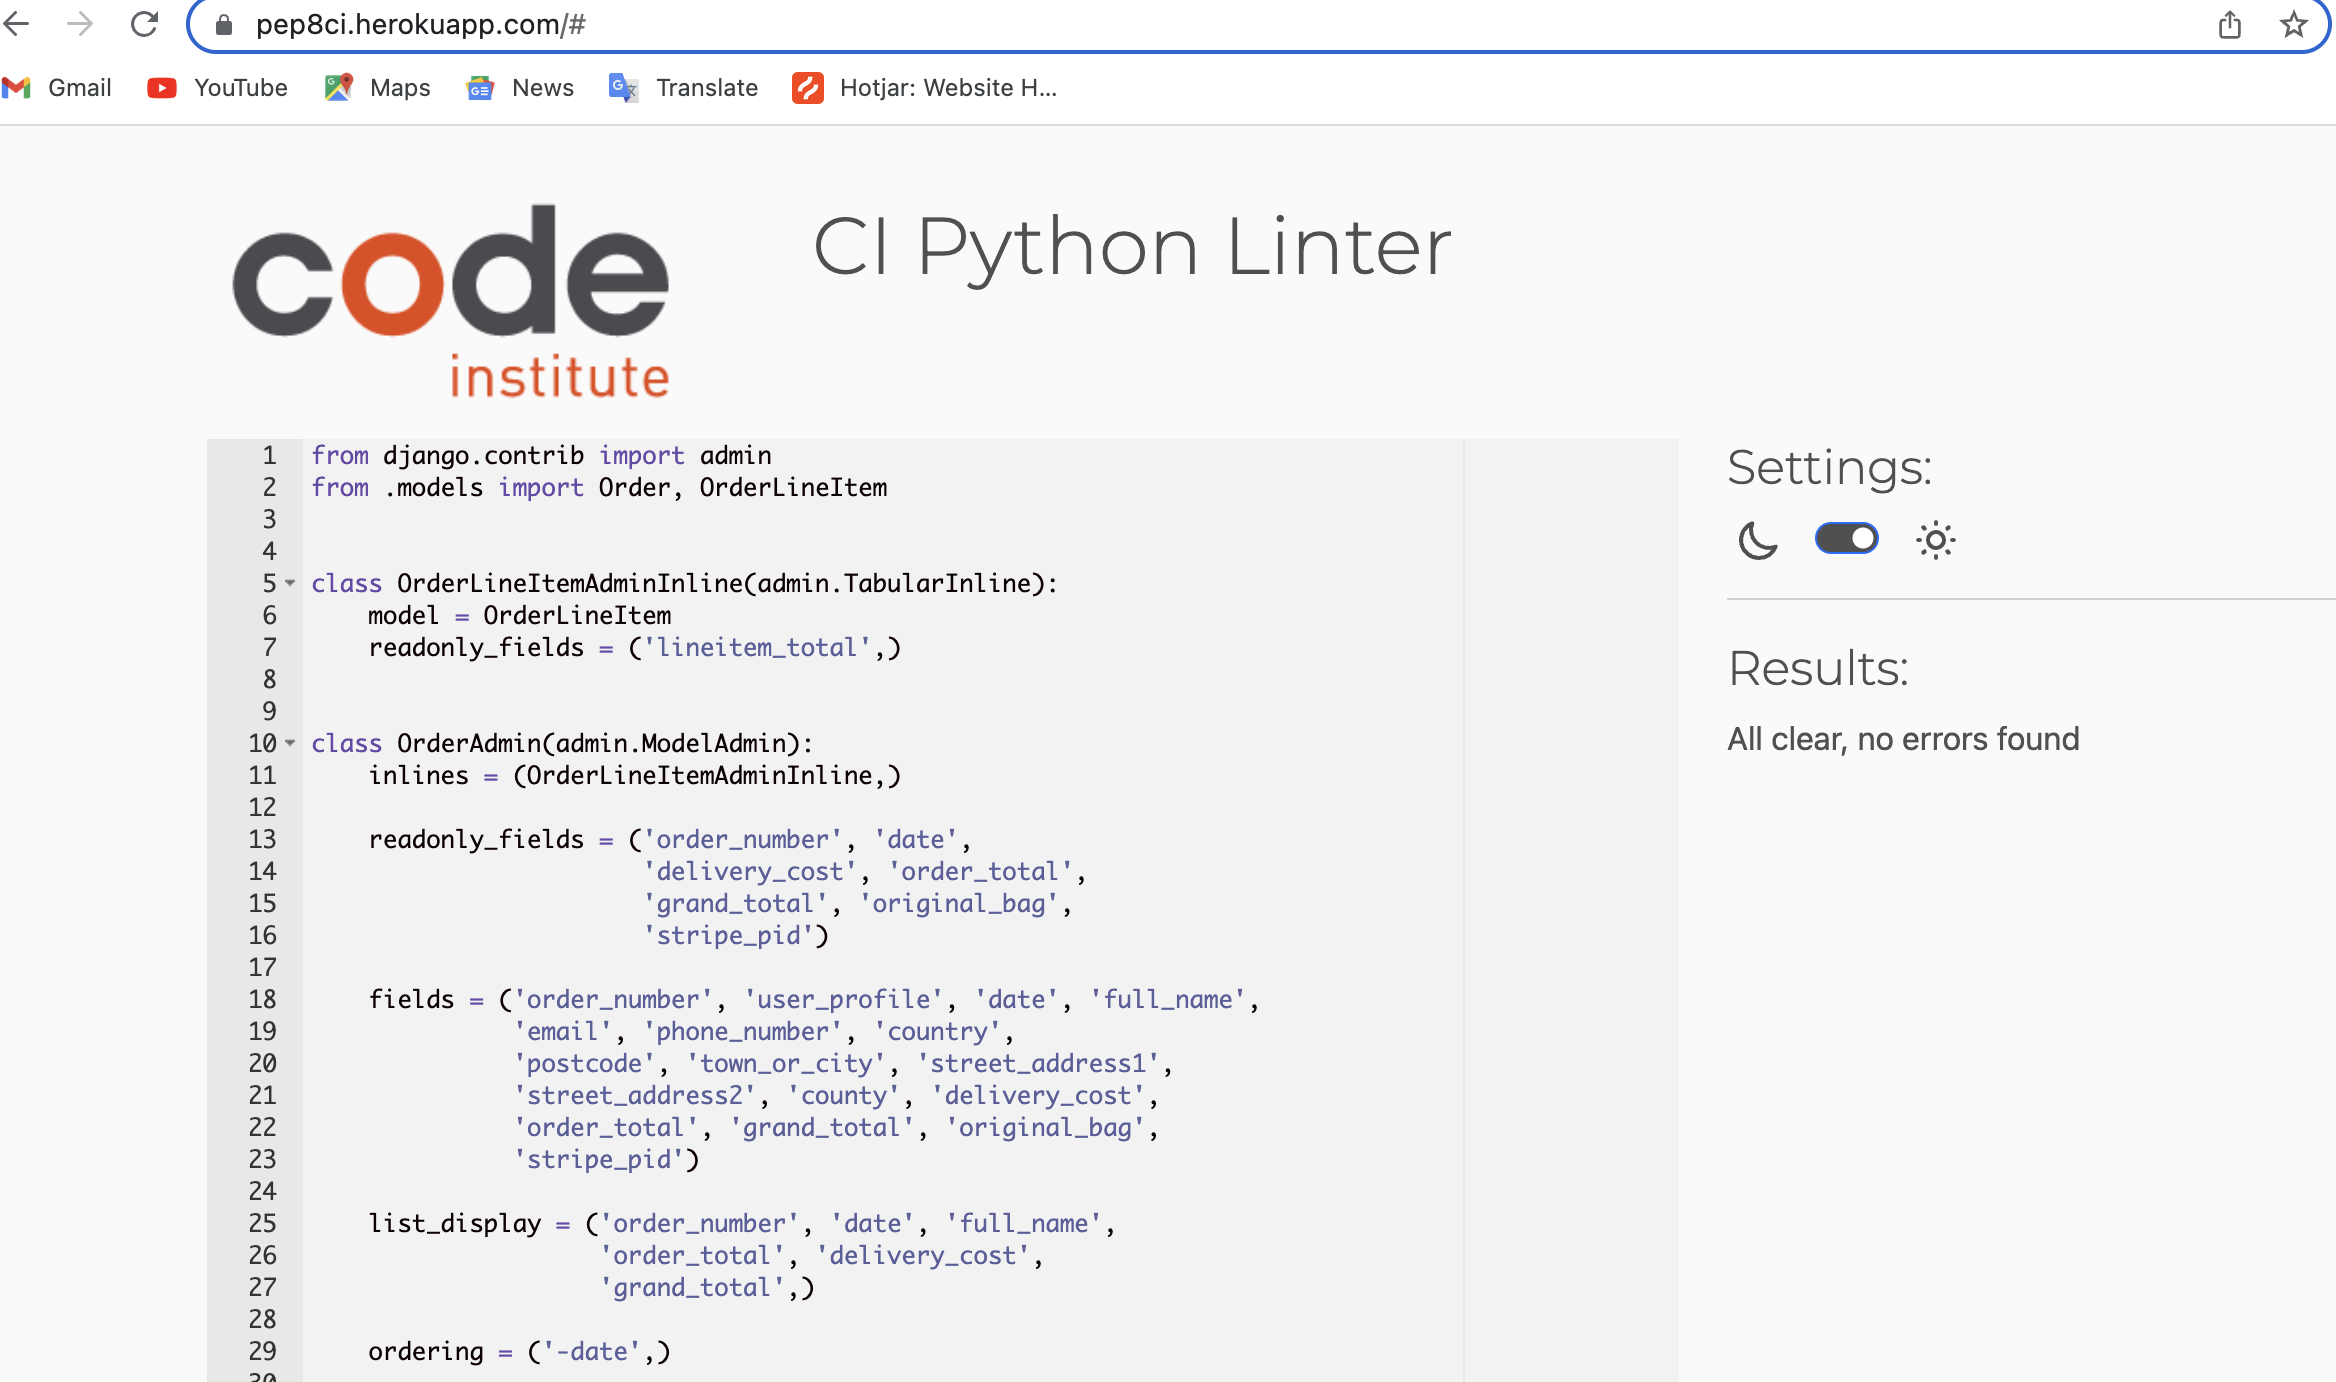 pep8ci.herokuapp.com/#
Gmail YouTube Maps News Translate Hotjar: Website H...
code
institute
CI Python Linter
1 from django.contrib import admin
2 from .models import Order, OrderLineItem
3
4
5 class OrderLineItemAdminInline(admin.TabularInline):
6     model = OrderLineItem
7     readonly_fields = ('lineitem_total',)
8
9
10 class OrderAdmin(admin.ModelAdmin):
11     inlines = (OrderLineItemAdminInline,)
12
13     readonly_fields = ('order_number', 'date',
14                        'delivery_cost', 'order_total',
15                        'grand_total', 'original_bag',
16                        'stripe_pid')
17
18     fields = ('order_number', 'user_profile', 'date', 'full_name',
19               'email', 'phone_number', 'country',
20               'postcode', 'town_or_city', 'street_address1',
21               'street_address2', 'county', 'delivery_cost',
22               'order_total', 'grand_total', 'original_bag',
23               'stripe_pid')
24
25     list_display = ('order_number', 'date', 'full_name',
26                     'order_total', 'delivery_cost',
27                     'grand_total',)
28
29     ordering = ('-date',)
30
Settings:
Results:
All clear, no errors found